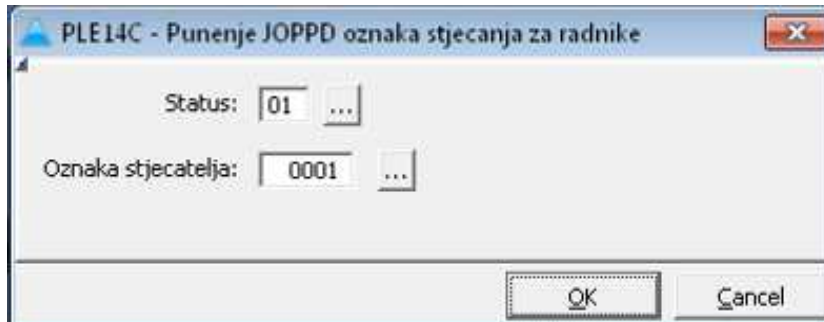 PLE14C - Punenje JOPPD oznaka stjecanja za radnike
Status: 01 ...
Oznaka stjecatelja: 0001 ...
OK Cancel